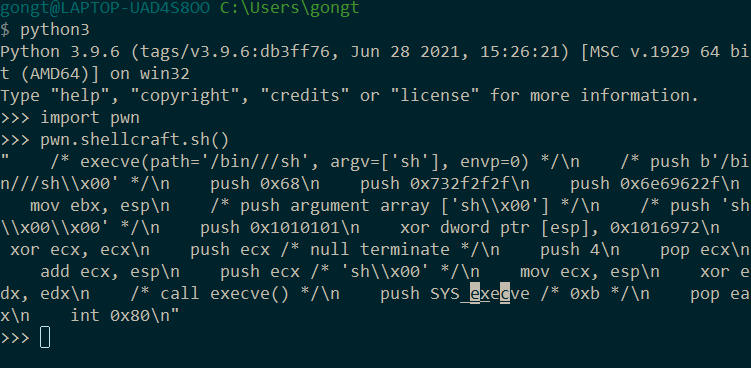 gongt@LAPTOP-UAD4S8OO C:\Users\gongt
$ python3
Python 3.9.6 (tags/v3.9.6:db3ff76, Jun 28 2021, 15:26:21) [MSC v.1929 64 bi
t (AMD64)] on win32
Type "help", "copyright", "credits" or "license" for more information.
>>> import pwn
>>> pwn.shellcraft.sh()
"    /* execve(path='/bin///sh', argv=['sh'], envp=0) */\n    /* push b'/bi
n///sh\\x00' */\n    push 0x68\n    push 0x732f2f2f\n    push 0x6e69622f\n
   mov ebx, esp\n    /* push argument array ['sh\\x00'] */\n    /* push 'sh
\\x00\\x00' */\n    push 0x1010101\n    xor dword ptr [esp], 0x1016972\n
 xor ecx, ecx\n    push ecx /* null terminate */\n    push 4\n    pop ecx\n
    add ecx, esp\n    push ecx /* 'sh\\x00' */\n    mov ecx, esp\n    xor e
dx, edx\n    /* call execve() */\n    push SYS_execve /* 0xb */\n    pop ea
x\n    int 0x80\n"
>>>